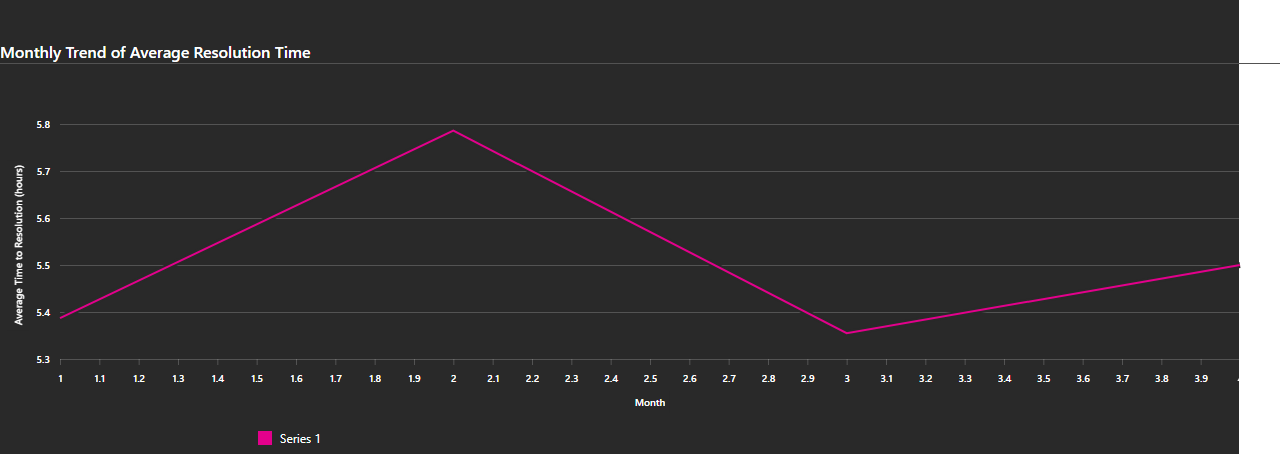 Monthly Trend of Average Resolution Time
5.8
5.7
5.6
5.5
5.4
5.3
Average Time to Resolution (hours)
1 1.1 1.2 1.3 1.4 1.5 1.6 1.7 1.8 1.9 2 2.1 2.2 2.3 2.4 2.5 2.6 2.7 2.8 2.9 3 3.1 3.2 3.3 3.4 3.5 3.6 3.7 3.8 3.9
Month
Series 1